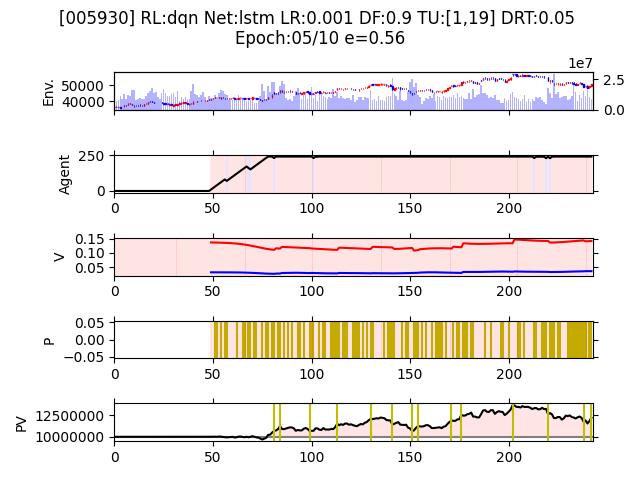 [005930] RL:dqn Net:lstm LR:0.001 DF:0.9 TU:[1,19] DRT:0.05
Epoch:05/10 e=0.56
1e7
Env.
50000
40000
2.5
0.0
Agent
250
0
0 50 100 150 200
V
0.15
0.10
0.05
0 50 100 150 200
P
0.05
0.00
−0.05
0 50 100 150 200
PV
12500000
10000000
0 50 100 150 200